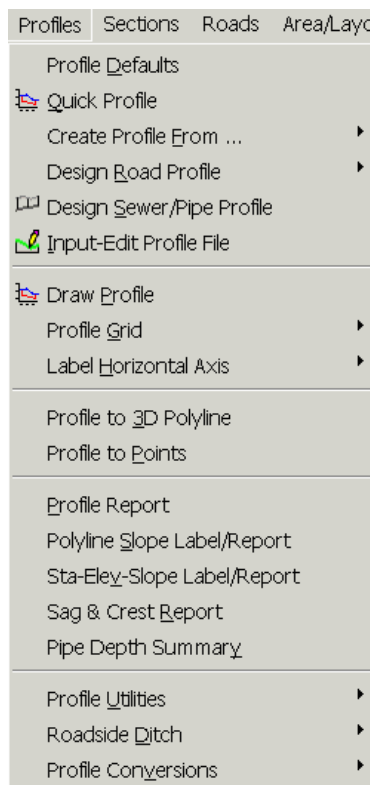 Profiles Sections Roads Area/Layo
Profile Defaults
Quick Profile
Create Profile From ...
Design Road Profile
Design Sewer/Pipe Profile
Input-Edit Profile File
Draw Profile
Profile Grid
Label Horizontal Axis
Profile to 3D Polyline
Profile to Points
Profile Report
Polyline Slope Label/Report
Sta-Elev-Slope Label/Report
Sag & Crest Report
Pipe Depth Summary
Profile Utilities
Roadside Ditch
Profile Conversions